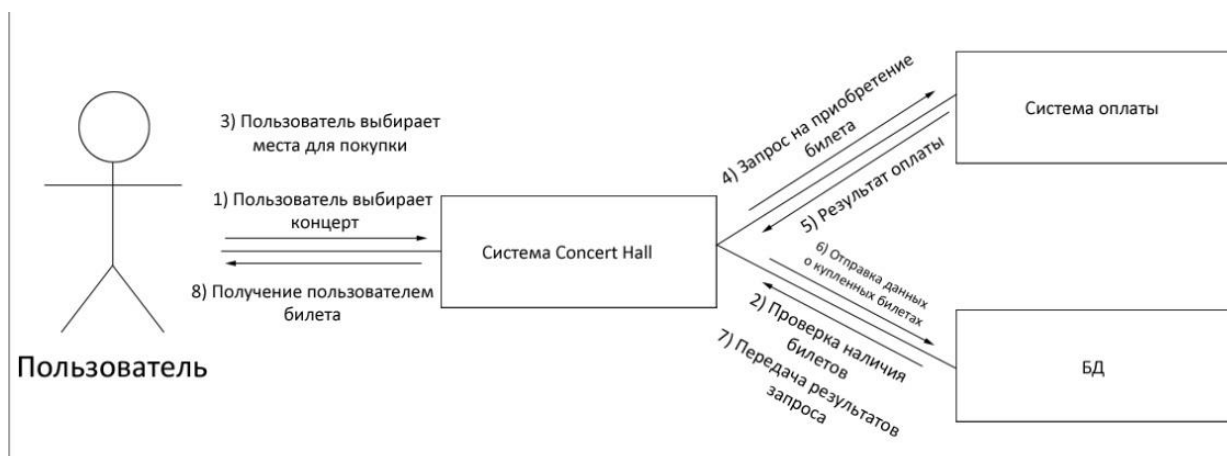 3) Пользователь выбирает
места для покупки
1) Пользователь выбирает
концерт
8) Получение пользователем
билета
Пользователь
Система Concert Hall
4) Запрос на приобретение
билета
5) Результат оплаты
Система оплаты
6) Отправка данных
о купленных билетах
2) Проверка наличия
билетов
7) Передача результатов
запроса
БД